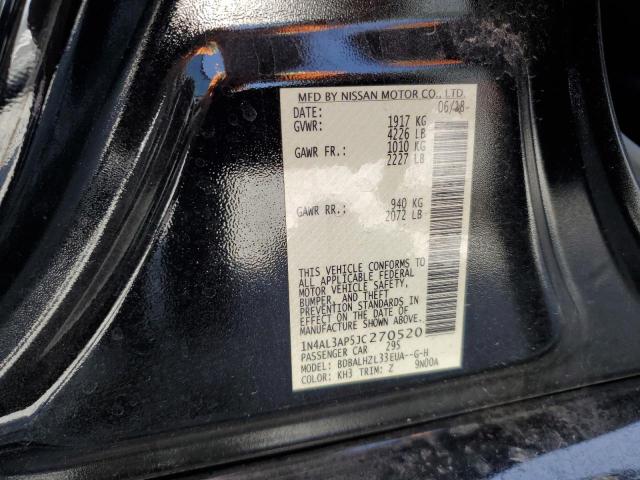 MFD BY NISSAN MOTOR CO., LTD.
DATE: 06/18
GVWR: 1917 KG
4226 LB
GAWR FR.: 1010 KG
2227 LB
GAWR RR.: 940 KG
2072 LB
THIS VEHICLE CONFORMS TO
ALL APPLICABLE FEDERAL
MOTOR VEHICLE SAFETY,
BUMPER, AND THEFT
PREVENTION STANDARDS IN
EFFECT ON THE DATE OF
MANUFACTURE SHOWN ABOVE.
1N4AL3AP5JC270520
PASSENGER CAR 295
MODEL: BDBALHZL33EUA--G-H
COLOR: KH3 TRIM: Z 9N00A